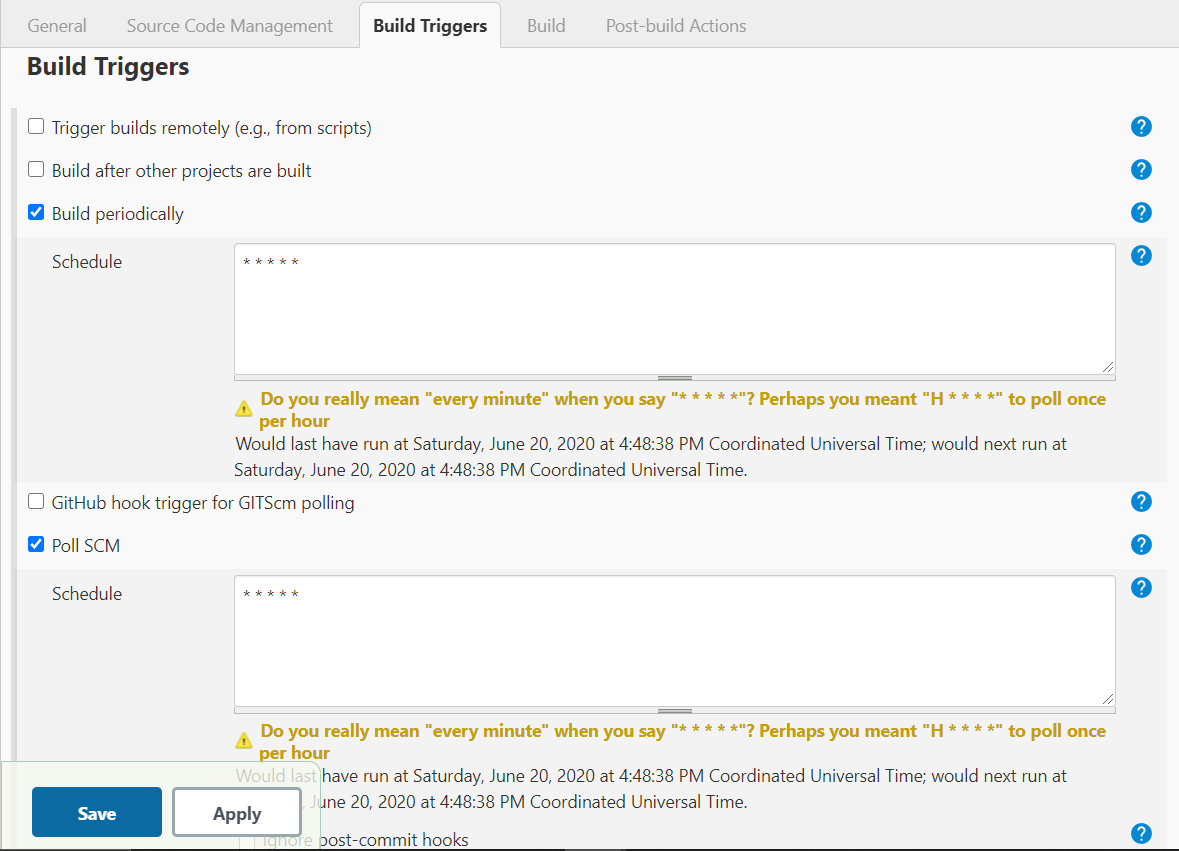 General Source Code Management Build Triggers Build Post-build Actions
Build Triggers
Trigger builds remotely (e.g., from scripts) ?
Build after other projects are built ?
Build periodically ?
Schedule * * * * * ?
Do you really mean "every minute" when you say "* * * * *"? Perhaps you meant "H * * * *" to poll once
per hour
Would last have run at Saturday, June 20, 2020 at 4:48:38 PM Coordinated Universal Time; would next run at
Saturday, June 20, 2020 at 4:48:38 PM Coordinated Universal Time.
GitHub hook trigger for GITScm polling ?
Poll SCM ?
Schedule * * * * * ?
Do you really mean "every minute" when you say "* * * * *"? Perhaps you meant "H * * * *" to poll once
per hour
Would last have run at Saturday, June 20, 2020 at 4:48:38 PM Coordinated Universal Time; would next run at
June 20, 2020 at 4:48:38 PM Coordinated Universal Time.
Save Apply
Ignore post-commit hooks ?